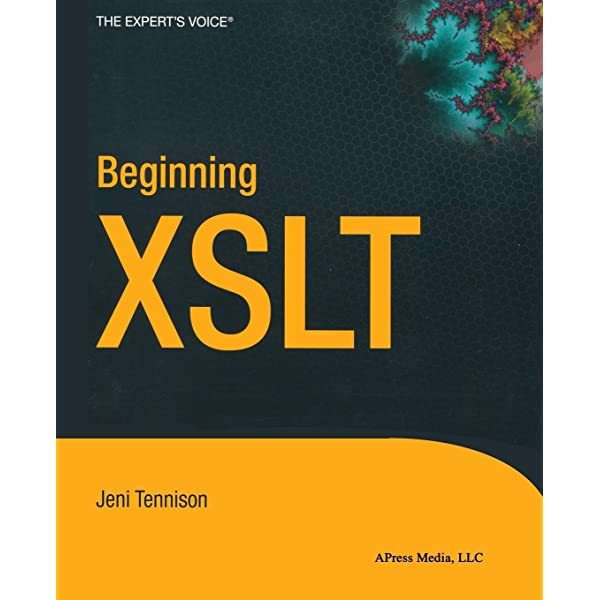 THE EXPERT'S VOICE®
Beginning
XSLT
Jeni Tennison
APress Media, LLC